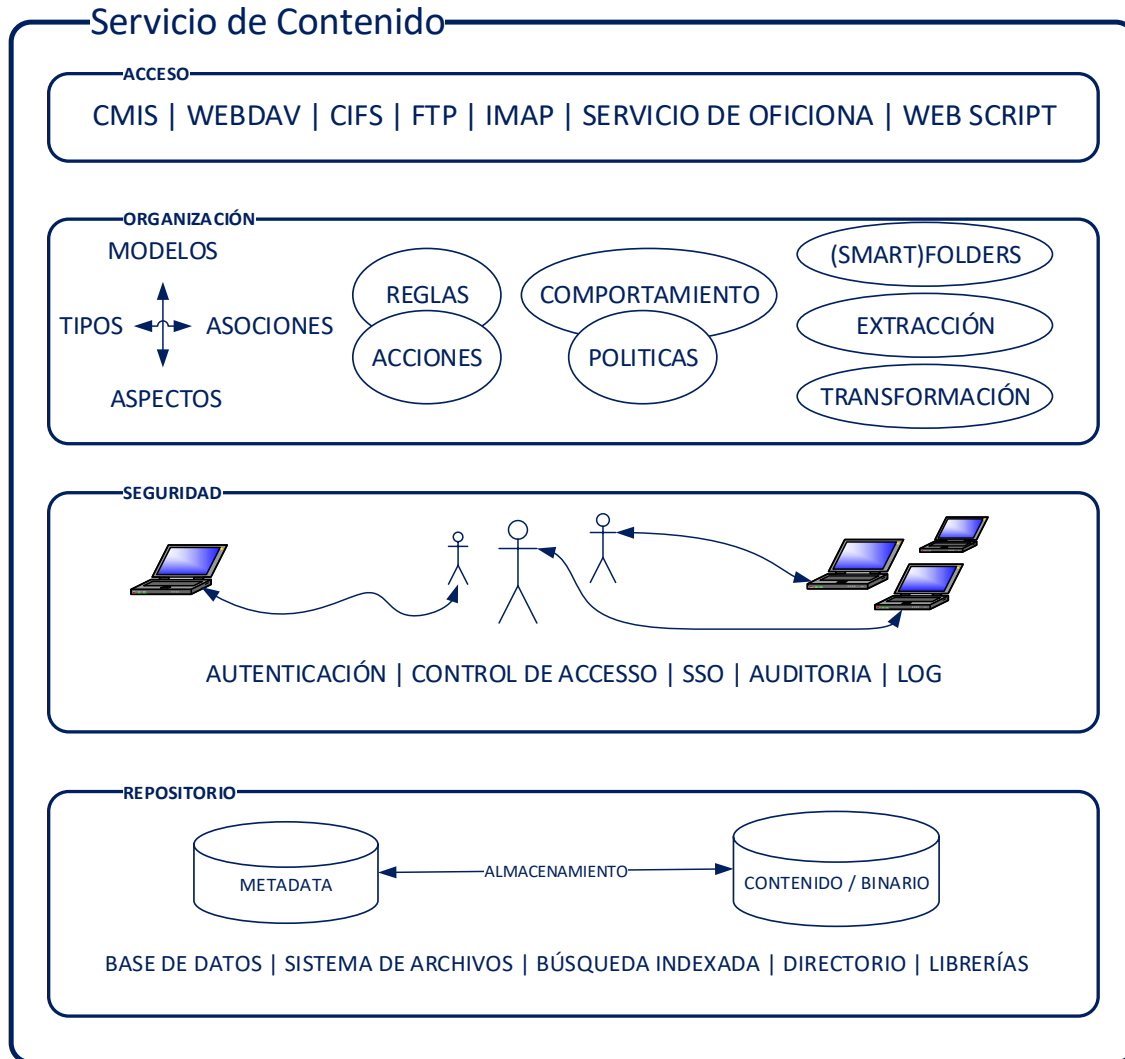 Servicio de Contenido
ACCESO
CMIS | WEBDAV | CIFS | FTP | IMAP | SERVICIO DE OFICIONA | WEB SCRIPT
ORGANIZACIÓN
MODELOS
TIPOS
ASOCIONES
ASPECTOS
REGLAS
ACCIONES
COMPORTAMIENTO
POLITICAS
(SMART)FOLDERS
EXTRACCIÓN
TRANSFORMACIÓN
SEGURIDAD
AUTENTICACIÓN | CONTROL DE ACCESSO | SSO | AUDITORIA | LOG
REPOSITORIO
METADATA
ALMACENAMIENTO
CONTENIDO / BINARIO
BASE DE DATOS | SISTEMA DE ARCHIVOS | BÚSQUEDA INDEXADA | DIRECTORIO | LIBRERÍAS